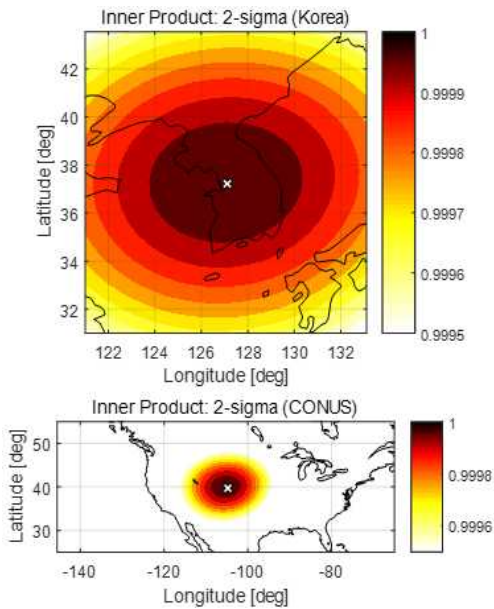 Inner Product: 2-sigma (Korea)
42
40
38
36
34
32
Latitude [deg]
122 124 126 128 130 132
Longitude [deg]
1
0.9999
0.9998
0.9997
0.9996
0.9995
Inner Product: 2-sigma (CONUS)
50
40
30
Latitude [deg]
-140 -120 -100 -80
Longitude [deg]
1
0.9998
0.9996